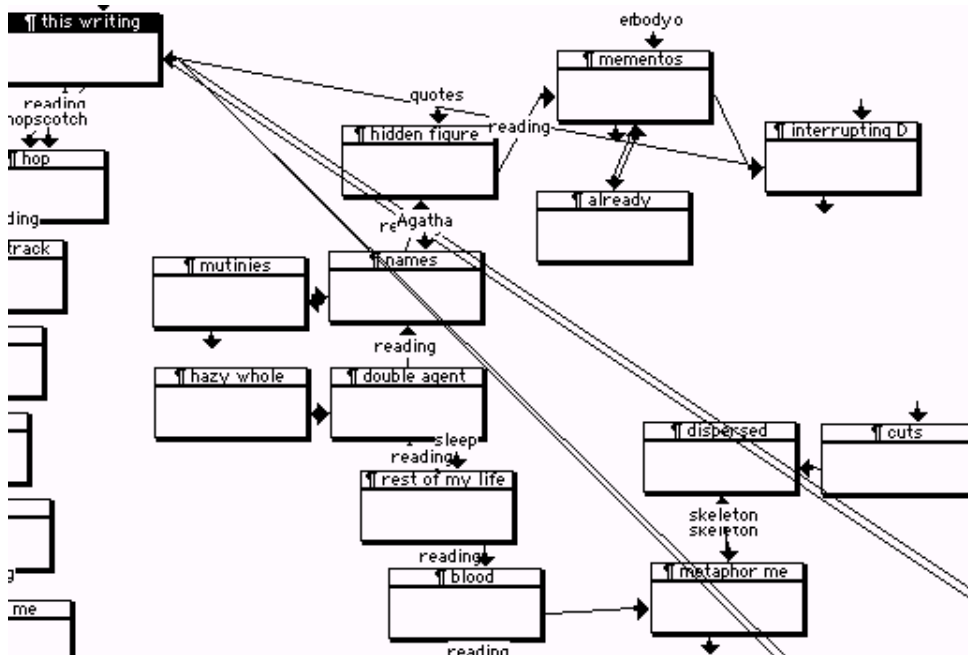 ¶ this writing
erbody o
¶ mementos
reading
hopscotch
quotes
¶ hidden figure
reading
¶ interrupting D
¶ hop
ding
¶ already
Agatha
re
track
¶ mutinies
¶ names
reading
¶ hazy whole
¶ double agent
sleep
reading
¶ dispersed
¶ cuts
¶ rest of my life
skeleton
skeleton
reading
¶ blood
¶ metaphor me
me
reading